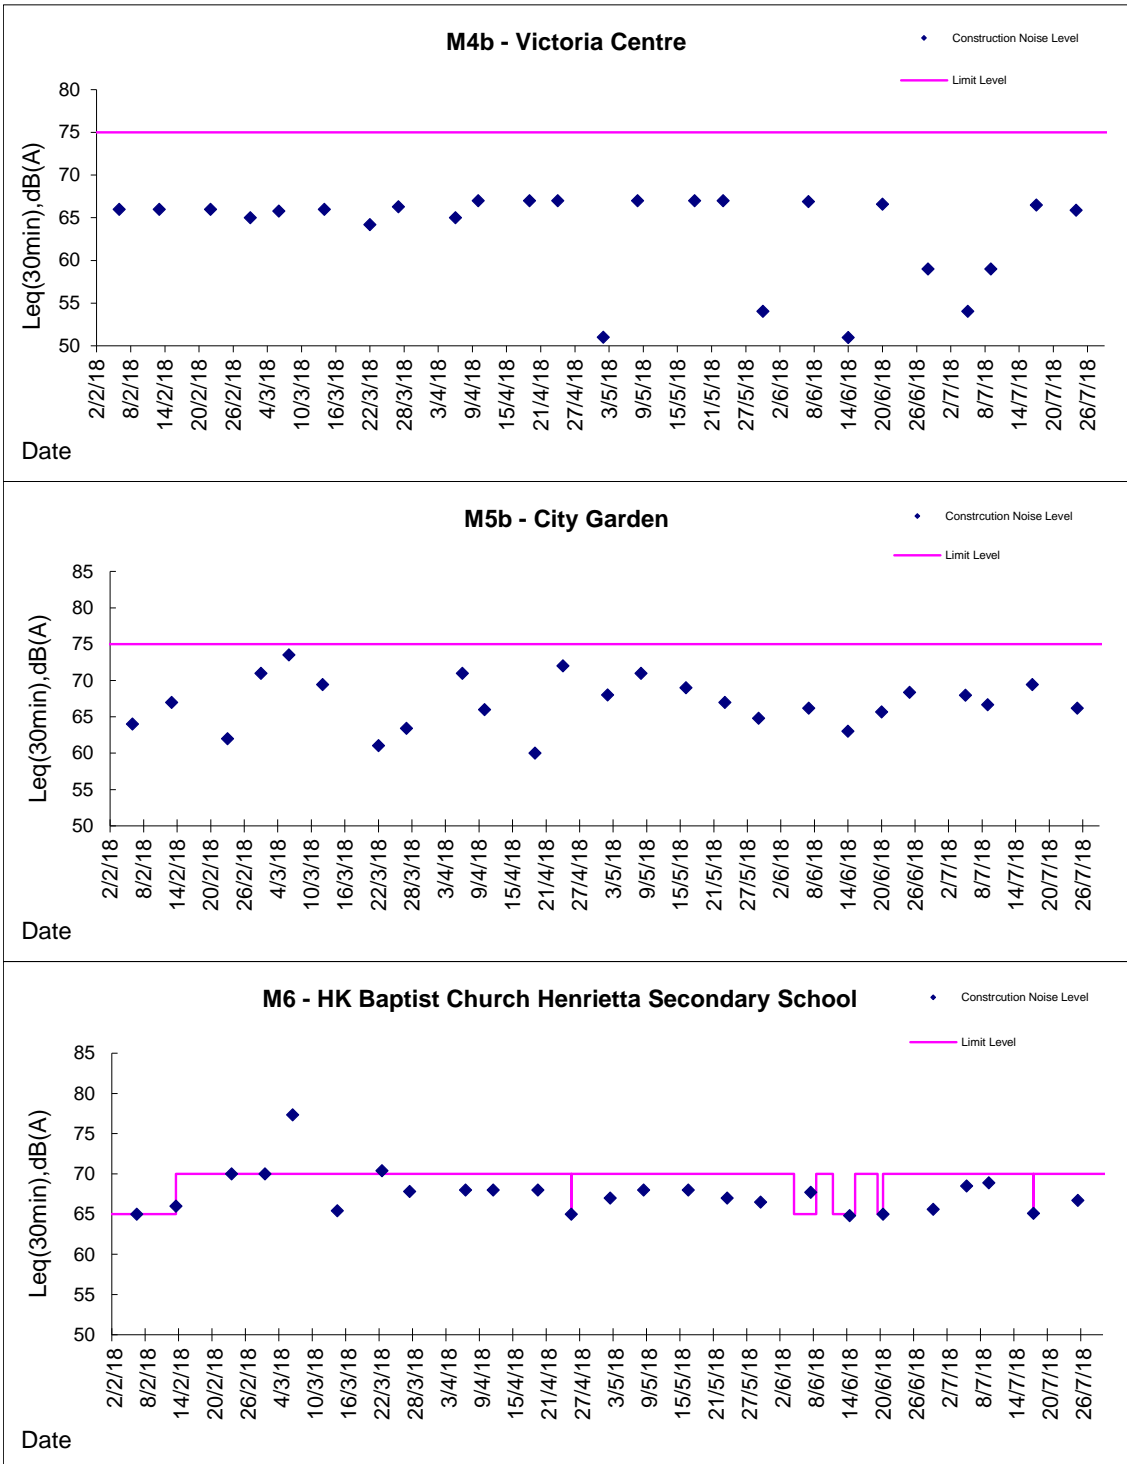 M4b - Victoria Centre
Construction Noise Level
Limit Level
Leq(30min),dB(A)
80
75
70
65
60
55
50
2/2/18 8/2/18 14/2/18 20/2/18 26/2/18 4/3/18 10/3/18 16/3/18 22/3/18 28/3/18 3/4/18 9/4/18 15/4/18 21/4/18 27/4/18 3/5/18 9/5/18 15/5/18 21/5/18 27/5/18 2/6/18 8/6/18 14/6/18 20/6/18 26/6/18 2/7/18 8/7/18 14/7/18 20/7/18 26/7/18
Date
M5b - City Garden
Constrcution Noise Level
Limit Level
Leq(30min),dB(A)
85
80
75
70
65
60
55
50
2/2/18 8/2/18 14/2/18 20/2/18 26/2/18 4/3/18 10/3/18 16/3/18 22/3/18 28/3/18 3/4/18 9/4/18 15/4/18 21/4/18 27/4/18 3/5/18 9/5/18 15/5/18 21/5/18 27/5/18 2/6/18 8/6/18 14/6/18 20/6/18 26/6/18 2/7/18 8/7/18 14/7/18 20/7/18 26/7/18
Date
M6 - HK Baptist Church Henrietta Secondary School
Constrcution Noise Level
Limit Level
Leq(30min),dB(A)
85
80
75
70
65
60
55
50
2/2/18 8/2/18 14/2/18 20/2/18 26/2/18 4/3/18 10/3/18 16/3/18 22/3/18 28/3/18 3/4/18 9/4/18 15/4/18 21/4/18 27/4/18 3/5/18 9/5/18 15/5/18 21/5/18 27/5/18 2/6/18 8/6/18 14/6/18 20/6/18 26/6/18 2/7/18 8/7/18 14/7/18 20/7/18 26/7/18
Date